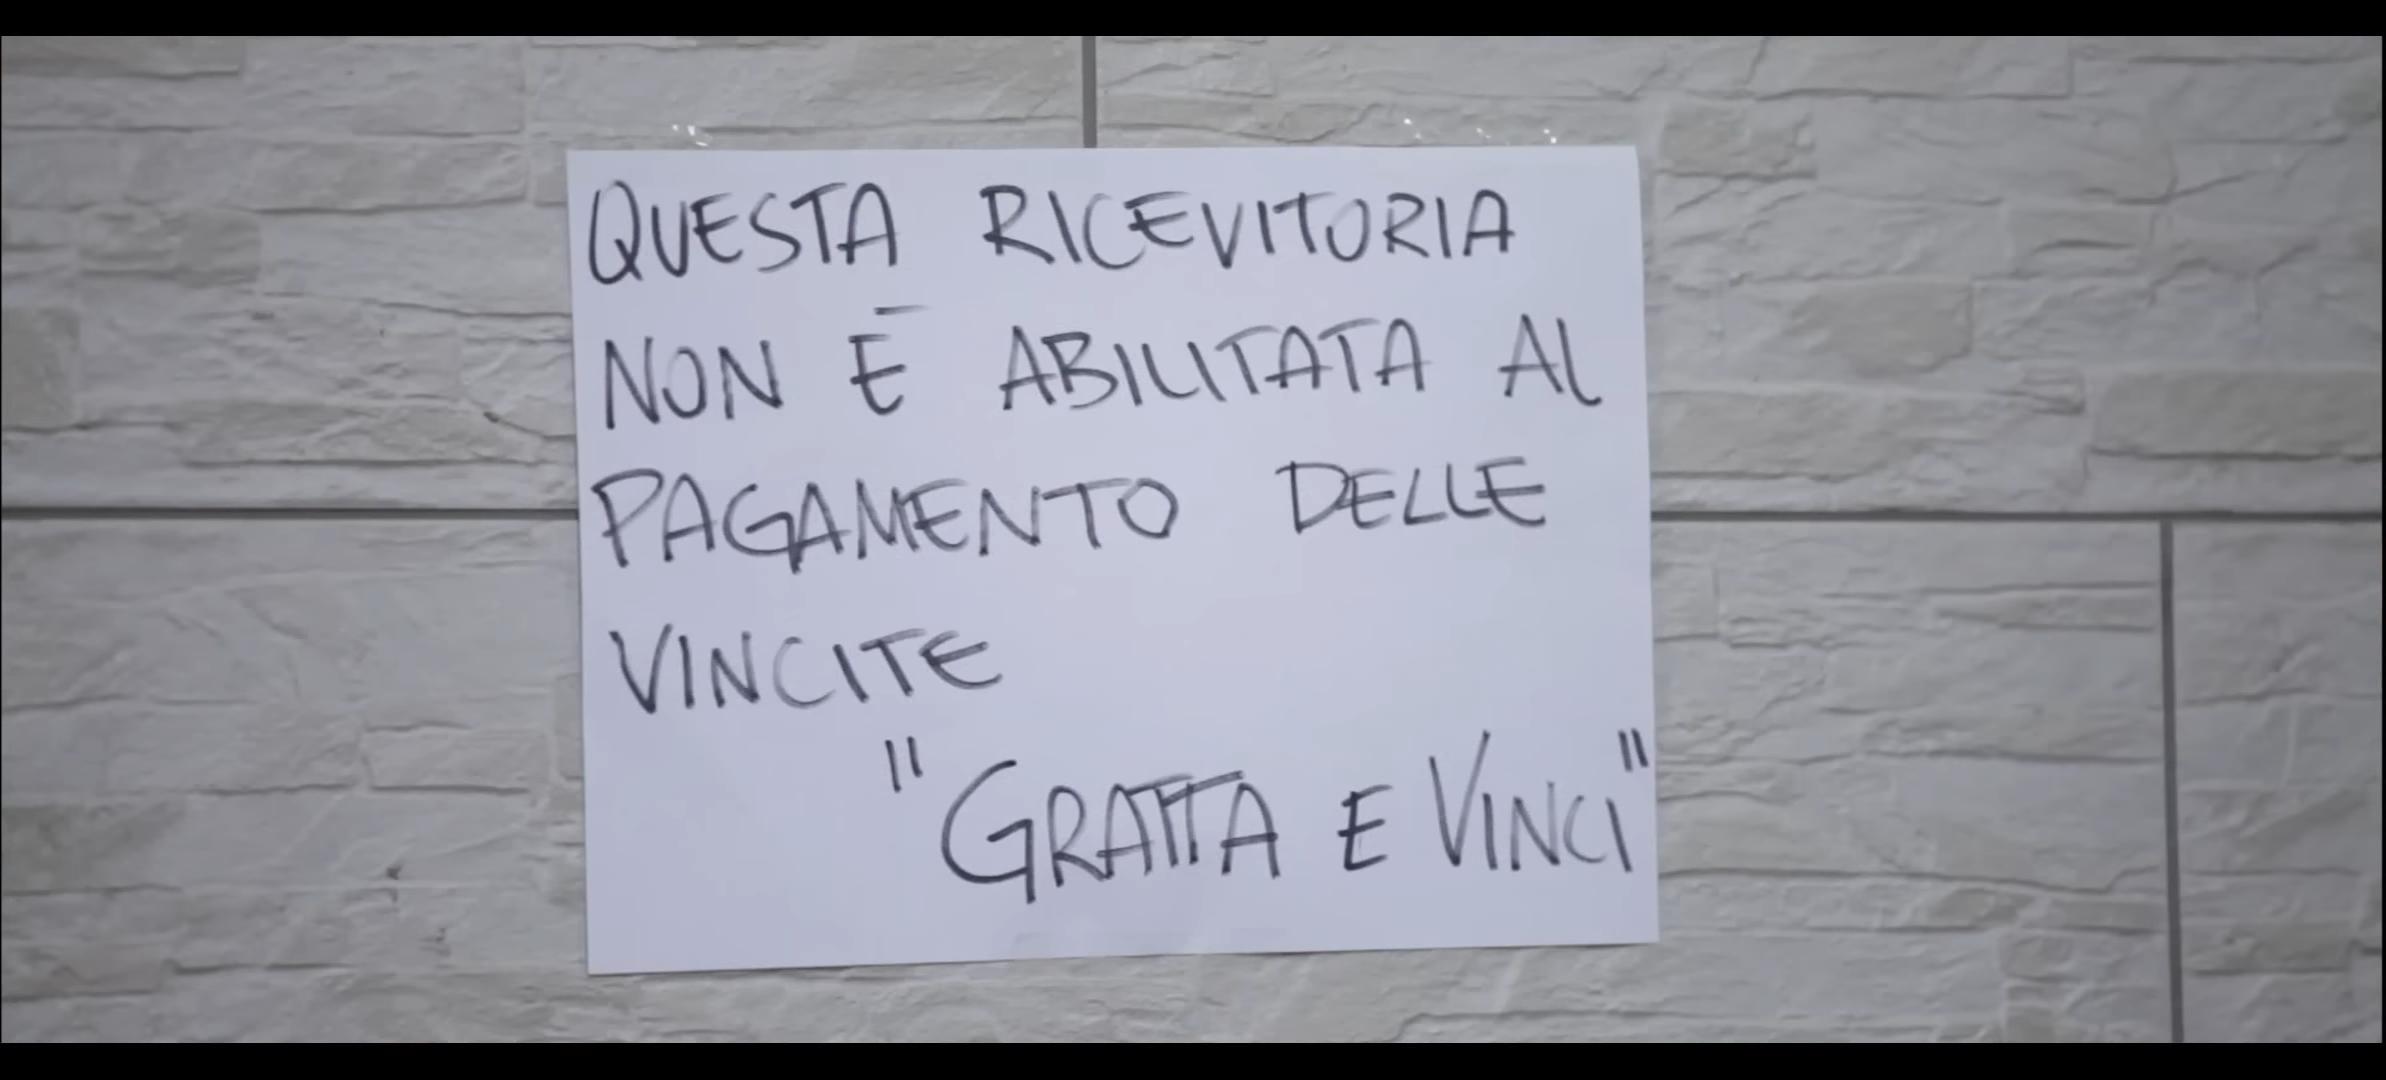 QUESTA RICEVITORIA
NON È ABILITATA AL
PAGAMENTO DELLE
VINCITE
"GRATTA E VINCI"